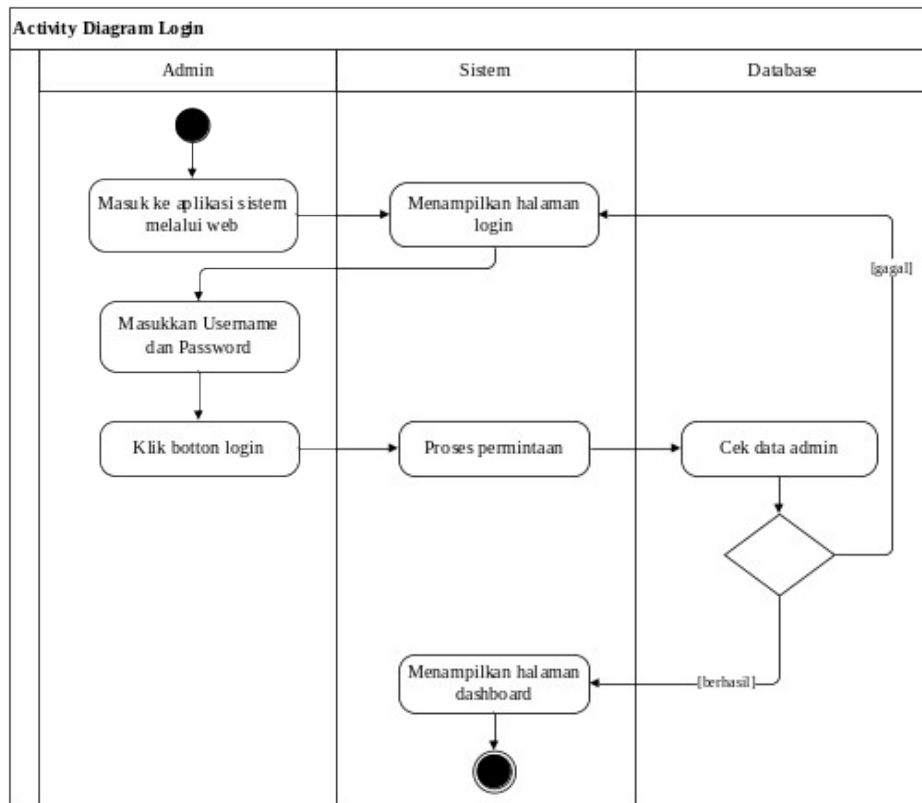 Activity Diagram Login
Admin
Sistem
Database
Masuk ke aplikasi sistem
melalui web
Menampilkan halaman
login
[gagal]
Masukkan Username
dan Password
Klik botton login
Proses permintaan
Cek data admin
Menampilkan halaman
dashboard
[berhasil]